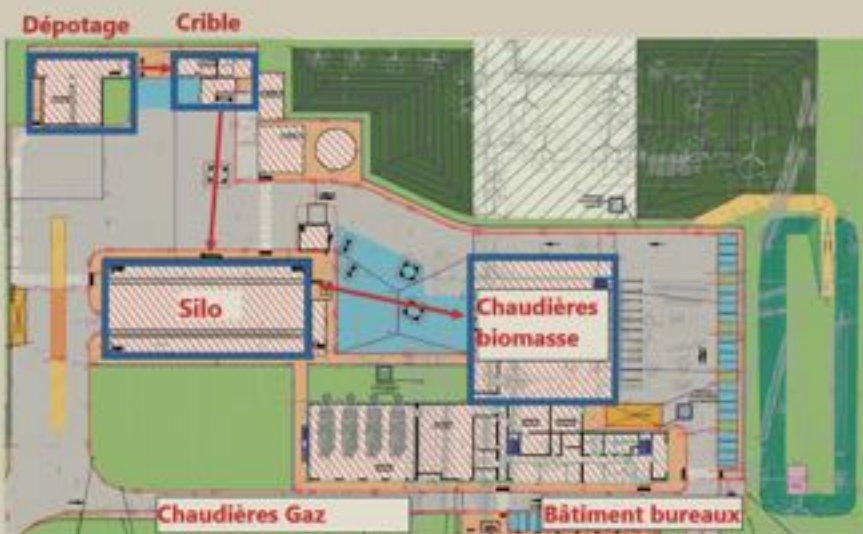 Dépotage
Crible
Silo
Chaudières
biomasse
Chaudières Gaz
Bâtiment bureaux